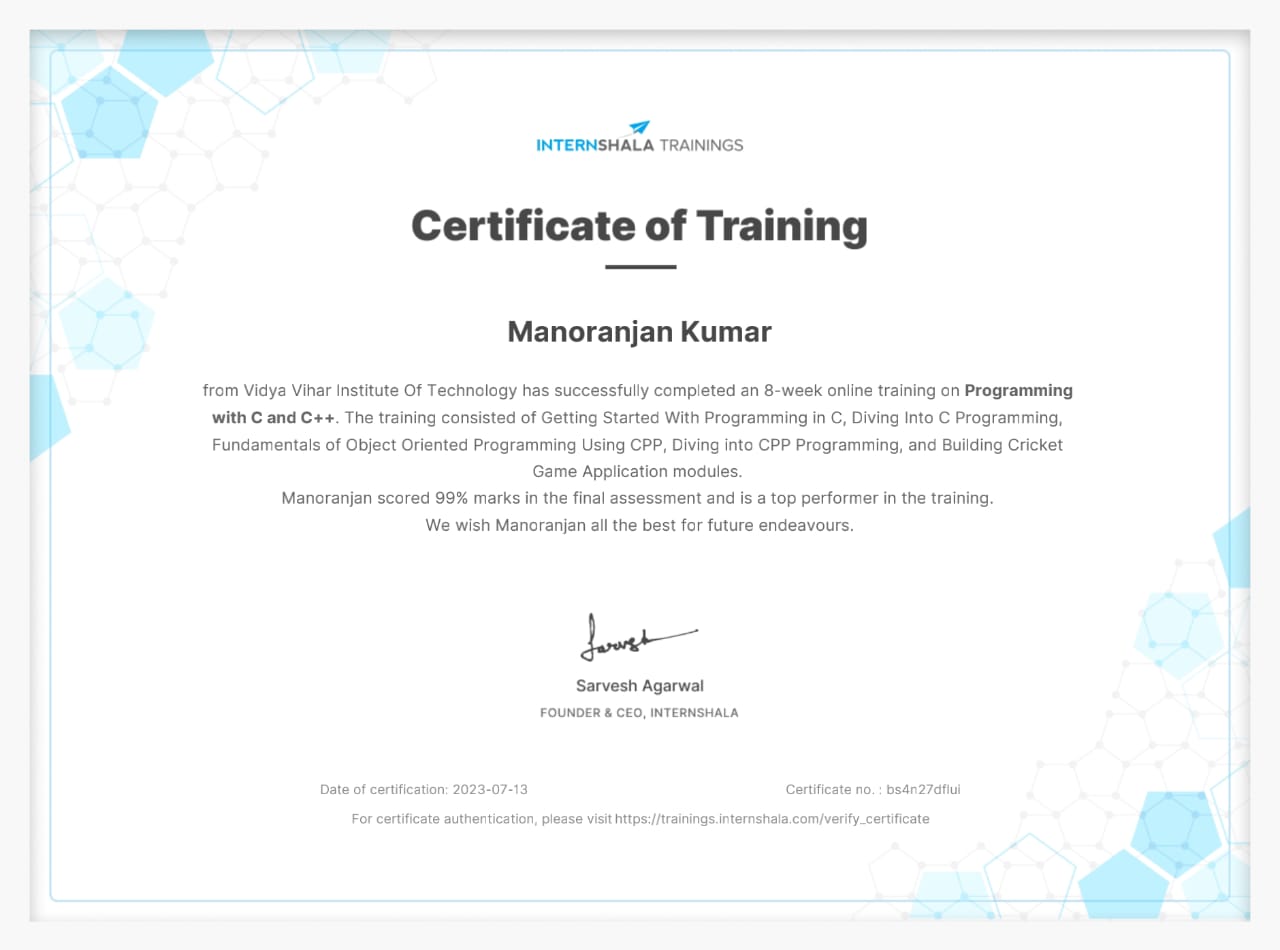 INTERNSHALA TRAININGS
Certificate of Training
Manoranjan Kumar
from Vidya Vihar Institute Of Technology has successfully completed an 8-week online training on Programming
with C and C++. The training consisted of Getting Started With Programming in C, Diving Into C Programming,
Fundamentals of Object Oriented Programming Using CPP, Diving into CPP Programming, and Building Cricket
Game Application modules.
Manoranjan scored 99% marks in the final assessment and is a top performer in the training.
We wish Manoranjan all the best for future endeavours.
Sarvesh
Sarvesh Agarwal
FOUNDER & CEO, INTERNSHALA
Date of certification: 2023-07-13
Certificate no. : bs4n27dflui
For certificate authentication, please visit https://trainings.internshala.com/verify_certificate